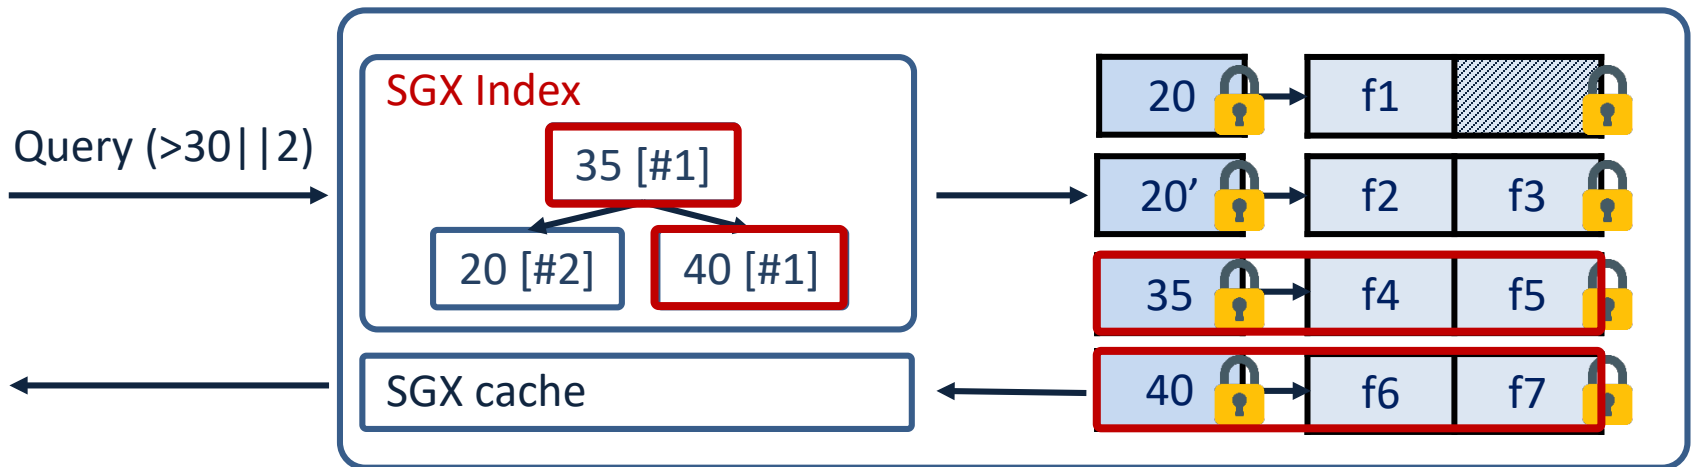 Query (>30||2)
SGX Index
35 [#1]
20 [#2]
40 [#1]
SGX cache
20
f1
20’
f2
f3
35
f4
f5
40
f6
f7